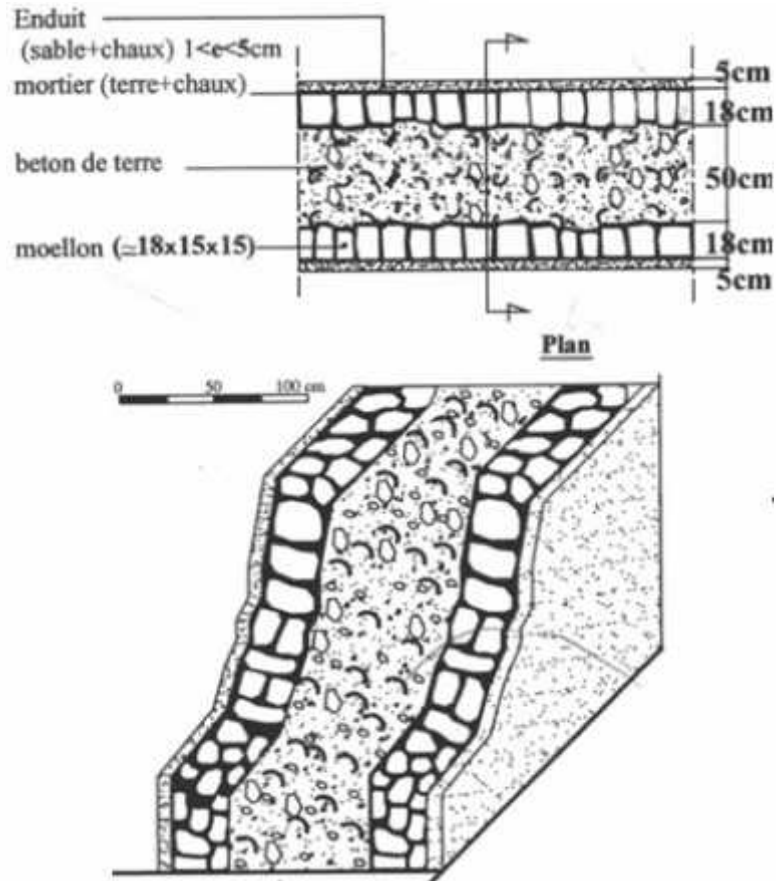 Enduit
(sable+chaux) 1<e<5cm
mortier (terre+chaux)
beton de terre
moellon (≃18x15x15)
5cm
18cm
50cm
18cm
5cm
Plan
0 50 100 cm